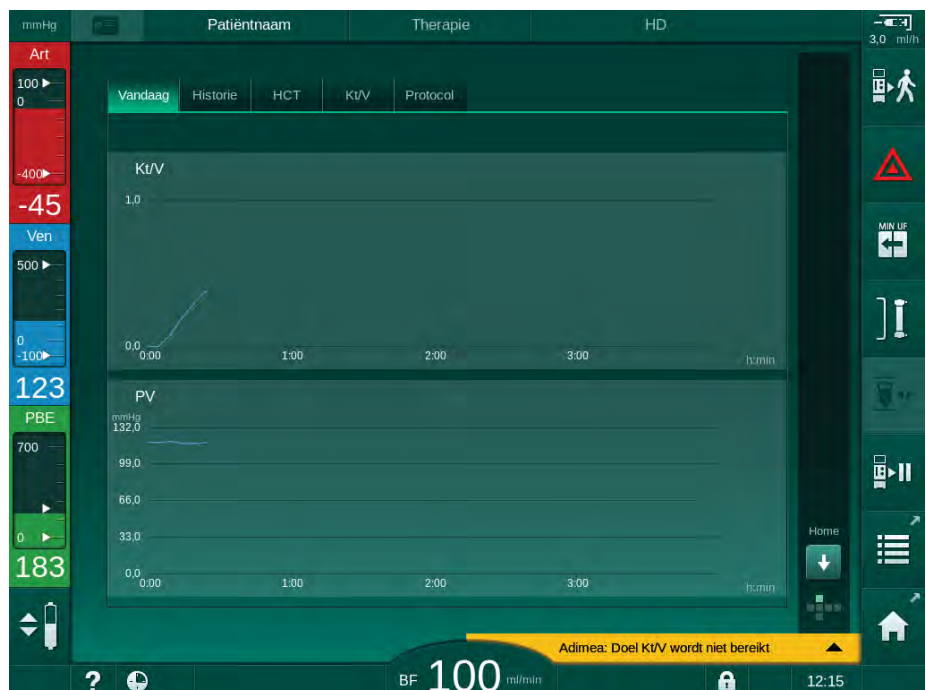 mmHg
Patiëntnaam
Therapie
HD
3,0 ml/h
Art
100
0
-400
-45
Ven
500
0
-100
123
PBE
700
0
183
Vandaag
Historie
HCT
Kt/V
Protocol
Kt/V
1,0
0,0
0:00
1:00
2:00
3:00
h:min
PV
mmHg
132,0
99,0
66,0
33,0
0,0
0:00
1:00
2:00
3:00
h:min
MIN UF
Home
Adimea: Doel Kt/V wordt niet bereikt
?
BF 100 ml/min
12:15